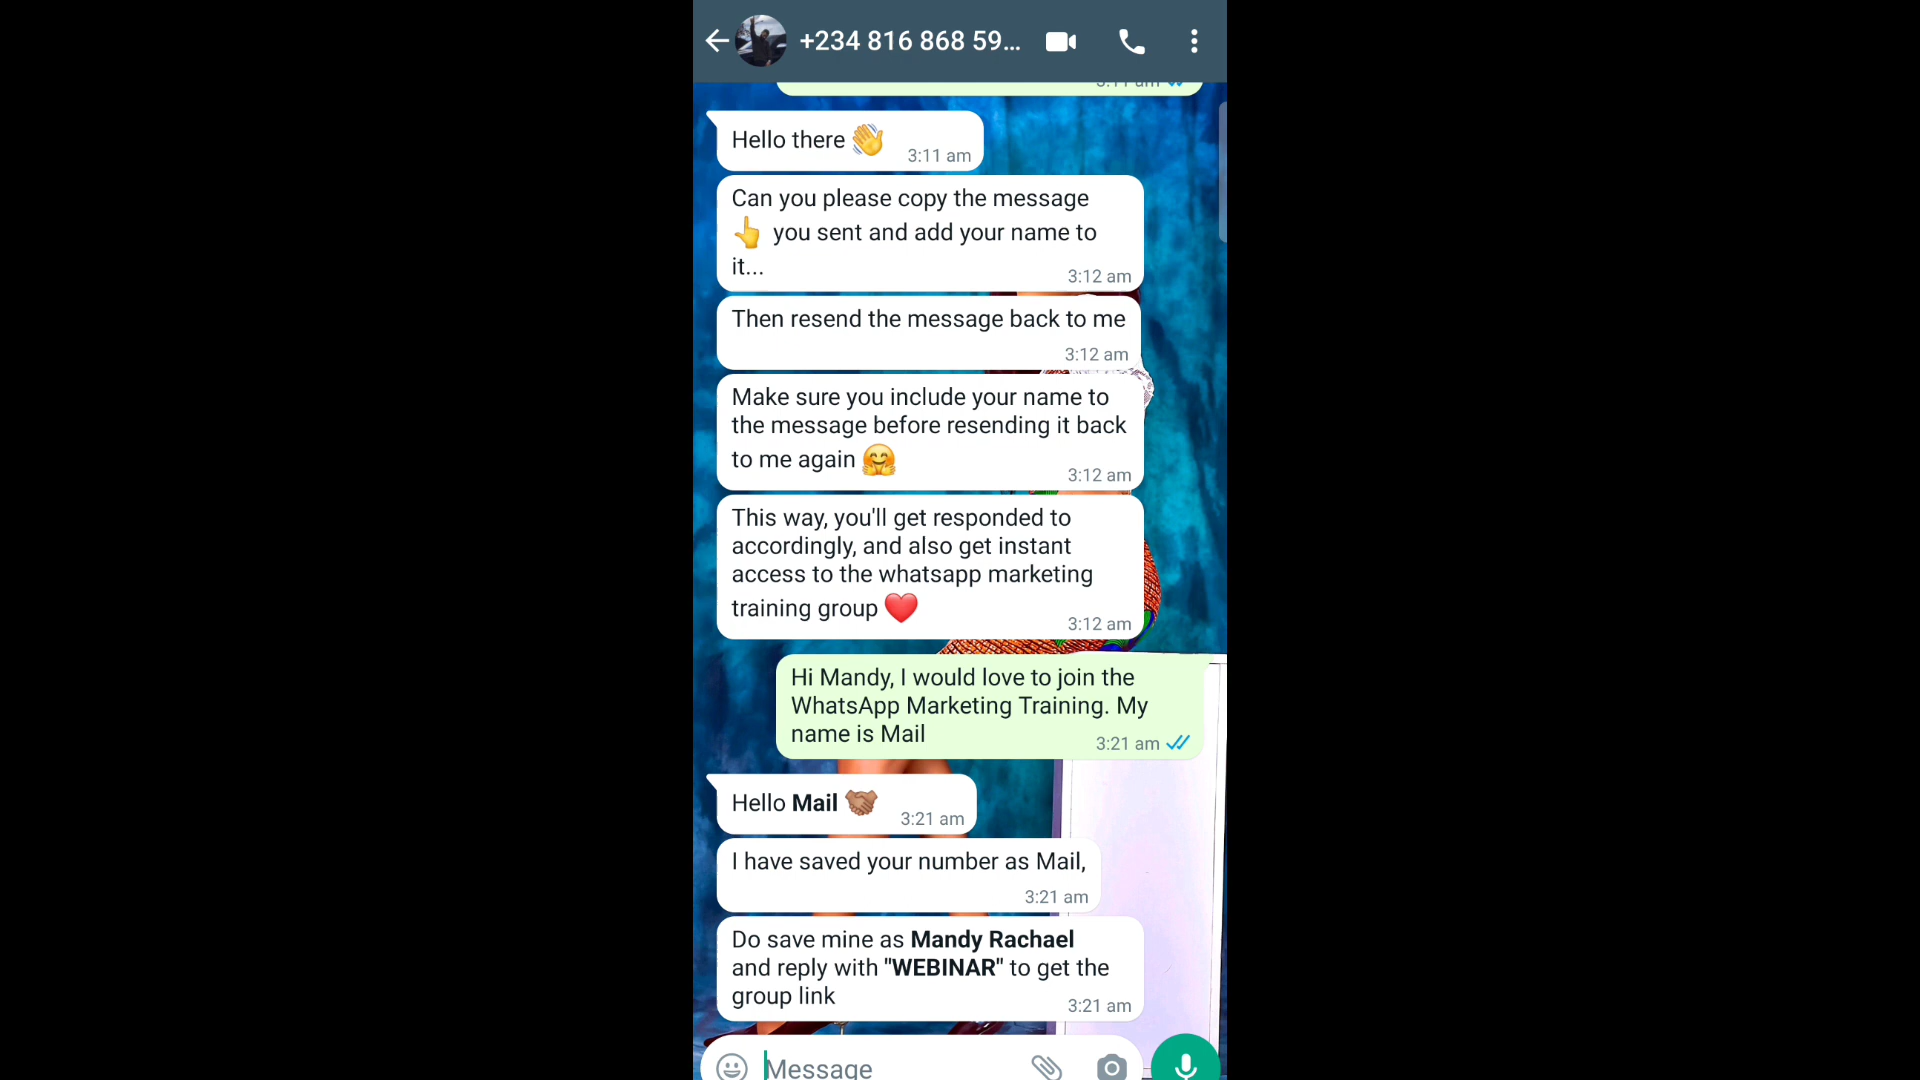 +234 816 868 59...
3:11 am
Hello there 👋
3:11 am
Can you please copy the message
👆 you sent and add your name to
it...
3:12 am
Then resend the message back to me
3:12 am
Make sure you include your name to
the message before resending it back
to me again 🤗
3:12 am
This way, you'll get responded to
accordingly, and also get instant
access to the whatsapp marketing
training group ❤️
3:12 am
Hi Mandy, I would love to join the
WhatsApp Marketing Training. My
name is Mail
3:21 am
Hello Mail 🤝🏽
3:21 am
I have saved your number as Mail,
3:21 am
Do save mine as Mandy Rachael
and reply with "WEBINAR" to get the
group link
3:21 am
Message